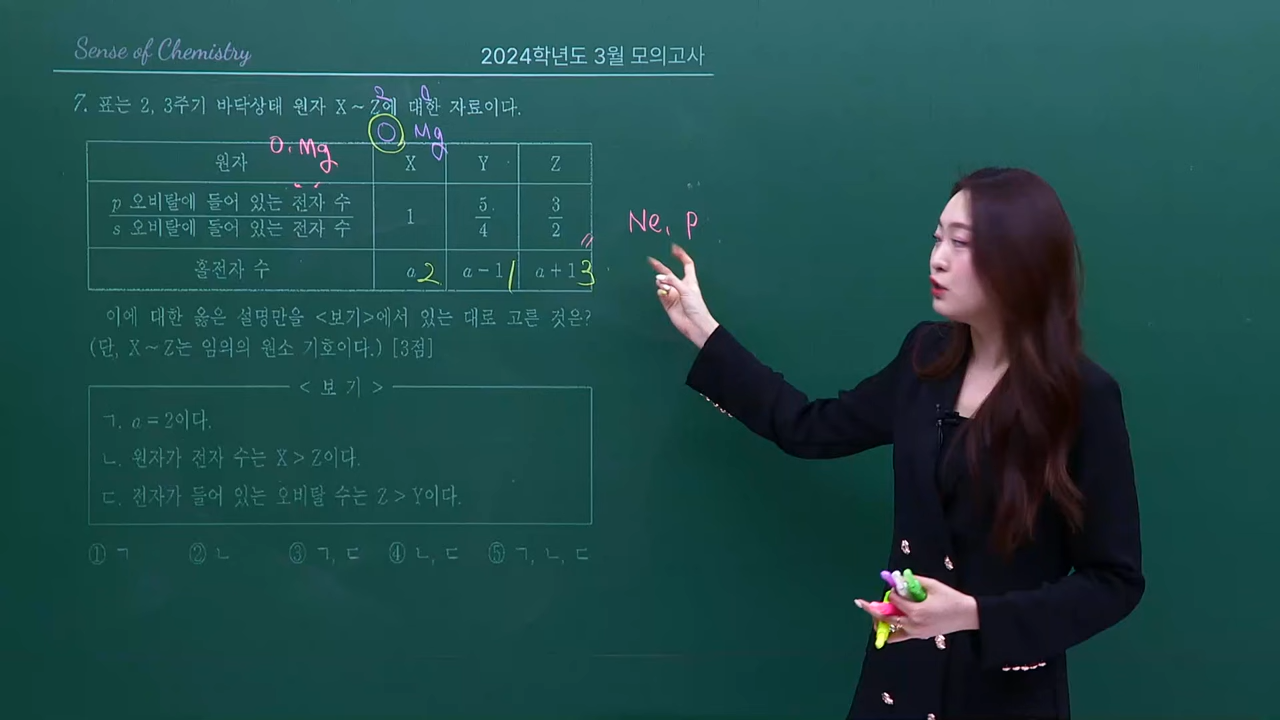 Sense of Chemistry
2024학년도 3월 모의고사
7. 표는 2, 3주기 바닥상태 원자 X~Z에 대한 자료이다.
2 0
O, Mg
O, Mg
원자 X Y Z
p 오비탈에 들어 있는 전자 수
s 오비탈에 들어 있는 전자 수
1 5/4 3/2
Ne, P
홀전자 수 a 2 a-1 1 a+1 3
이에 대한 옳은 설명만을 <보기>에서 있는 대로 고른 것은?
(단, X~Z는 임의의 원소 기호이다.) [3점]
<보 기>
ㄱ. a=2이다.
ㄴ. 원자가 전자 수는 X>Z이다.
ㄷ. 전자가 들어 있는 오비탈 수는 Z>Y이다.
① ㄱ ② ㄴ ③ ㄱ, ㄷ ④ ㄴ, ㄷ ⑤ ㄱ, ㄴ, ㄷ